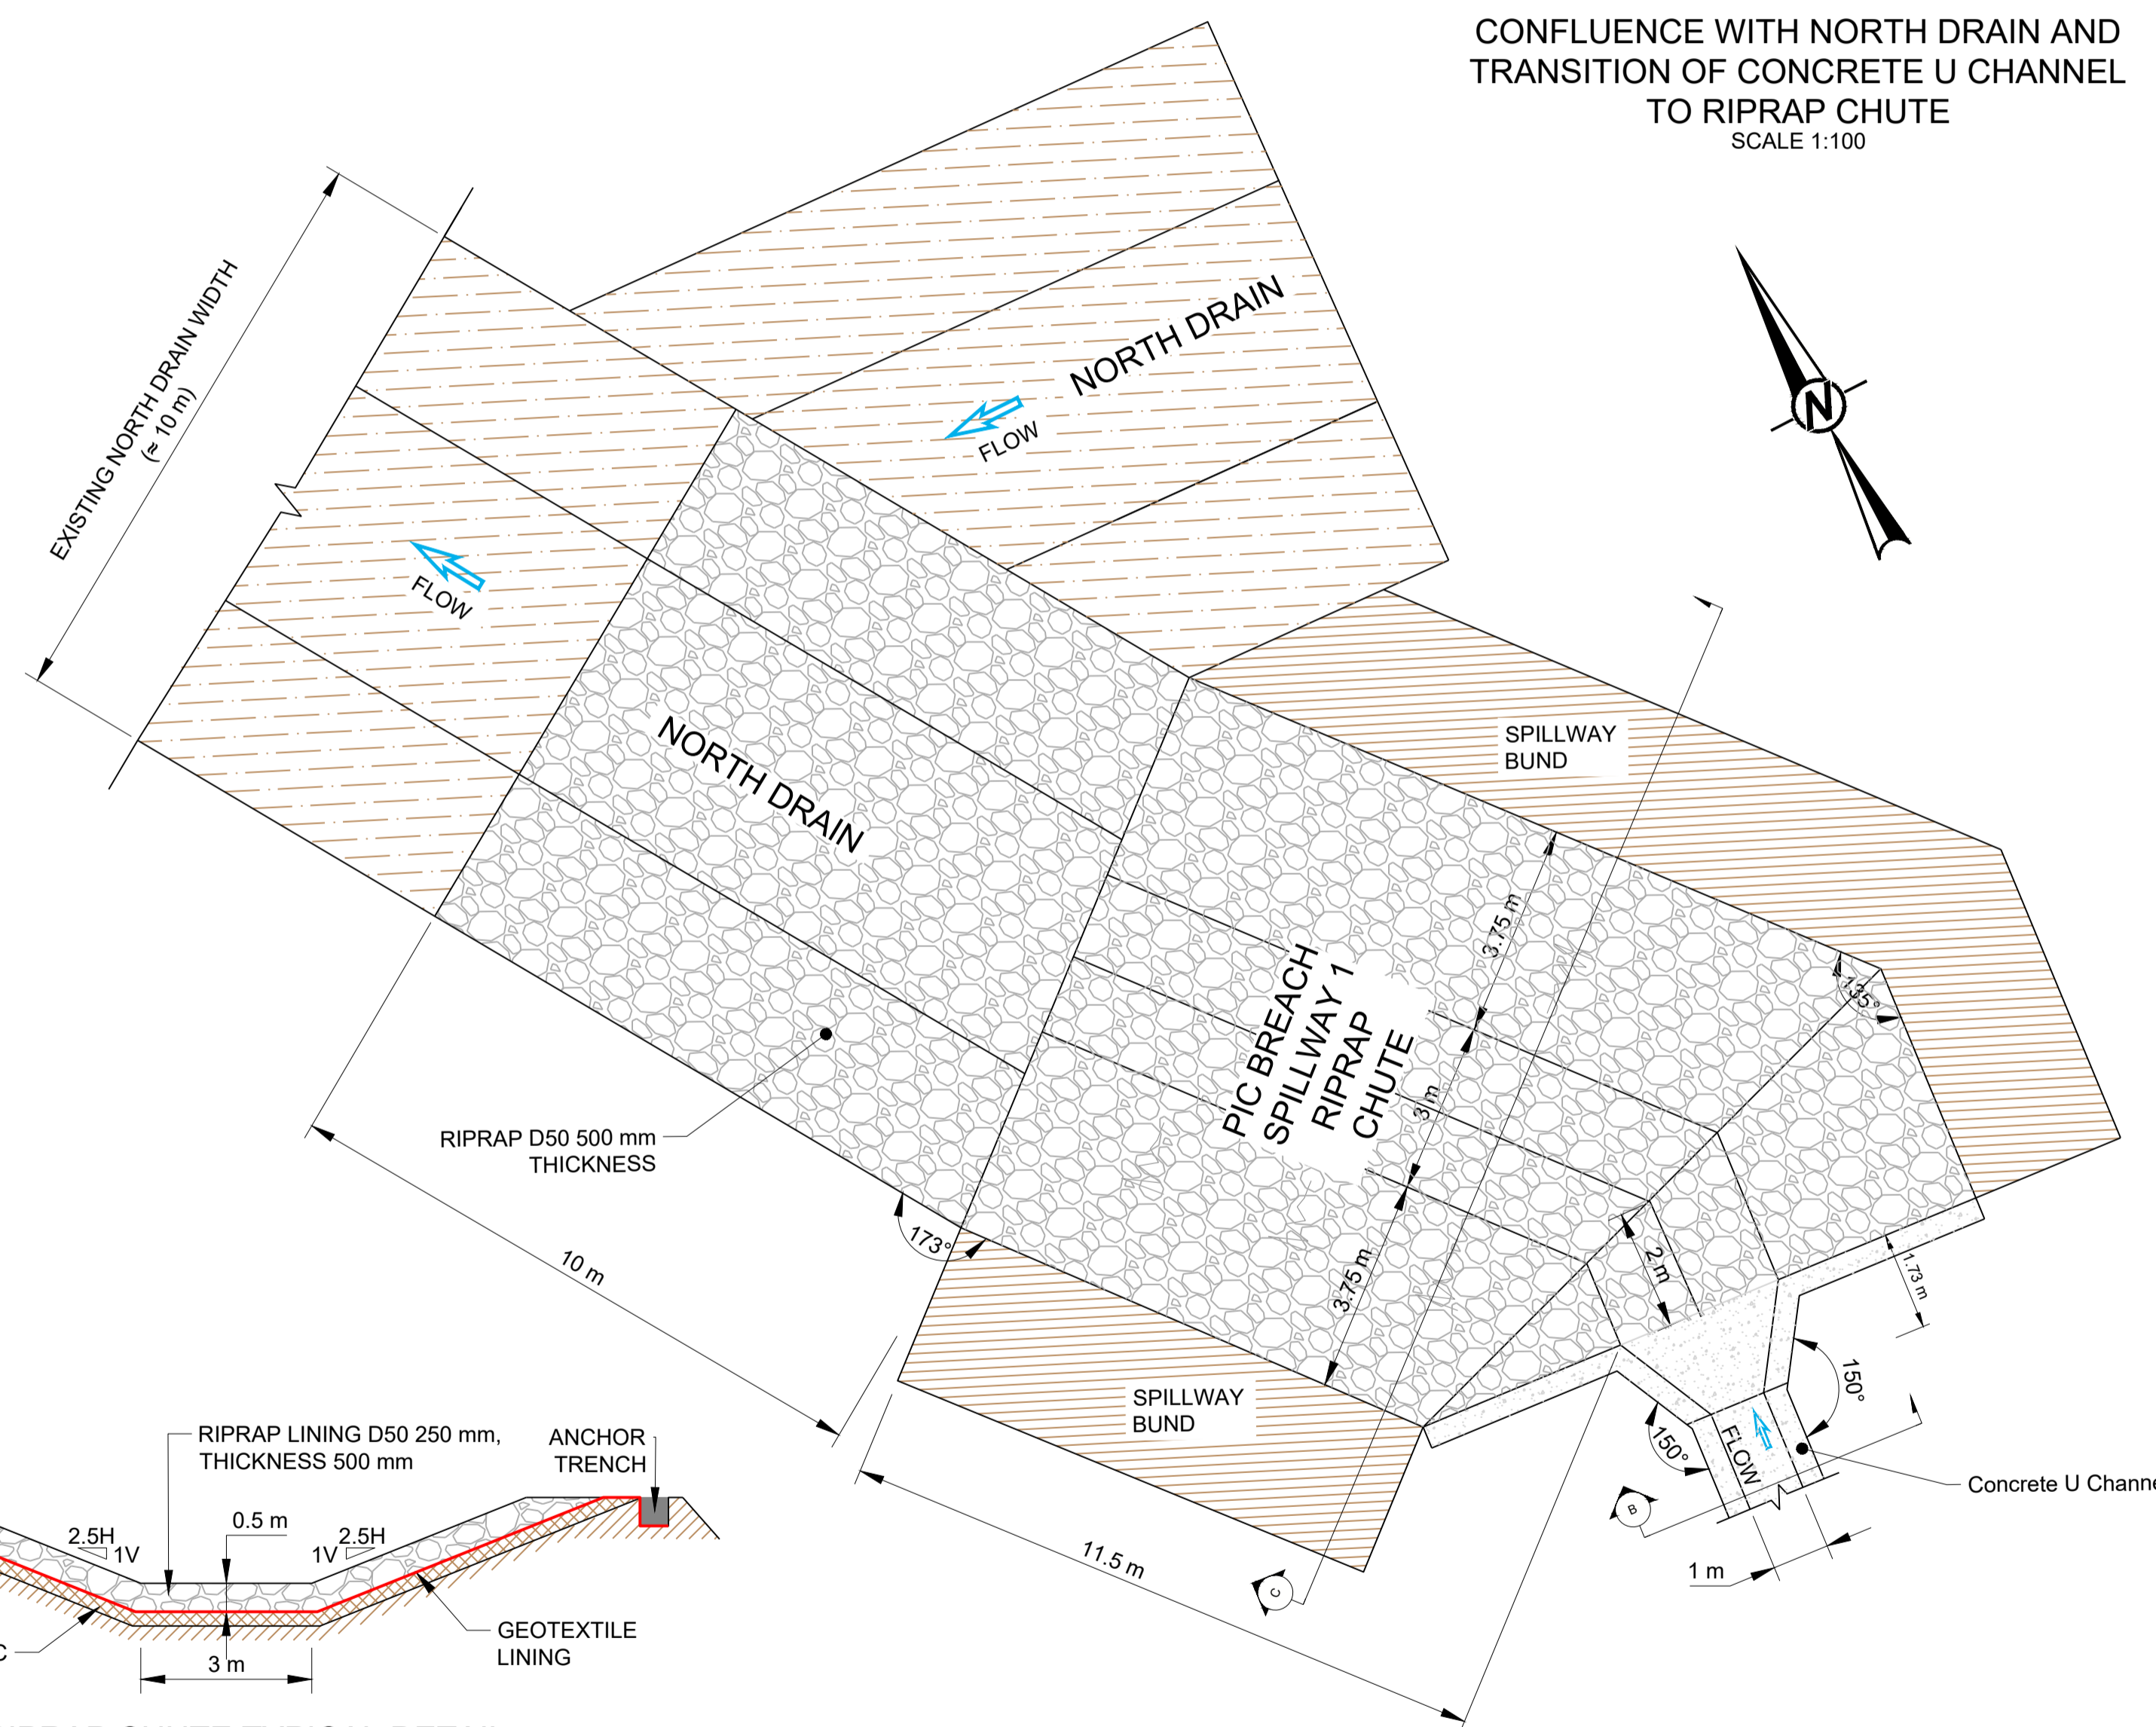 CONFLUENCE WITH NORTH DRAIN AND
TRANSITION OF CONCRETE U CHANNEL
TO RIPRAP CHUTE
SCALE 1:100
EXISTING NORTH DRAIN WIDTH
(≈ 10 m)
NORTH DRAIN
FLOW
N
FLOW
SPILLWAY
BUND
NORTH DRAIN
3.75 m
PIC BREACH
SPILLWAY 1
RIPRAP
CHUTE
135°
3 m
RIPRAP D50 500 mm
THICKNESS
173°
10 m
2 m
1.73 m
3.75 m
150°
SPILLWAY
BUND
150°
FLOW
Concrete U Channe
B
C
11.5 m
1 m
RIPRAP LINING D50 250 mm,
THICKNESS 500 mm
ANCHOR
TRENCH
2.5H
1V
0.5 m
2.5H
1V
GEOTEXTILE
LINING
C
3 m